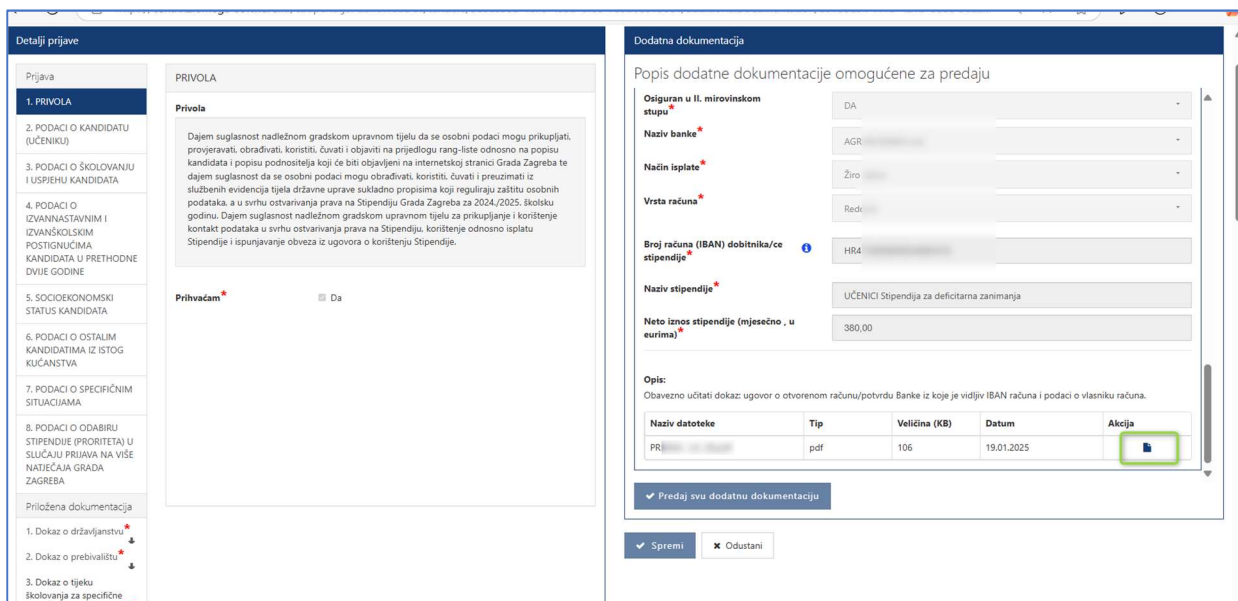 Detalji prijave
Prijava
1. PRIVOLA
2. PODACI O KANDIDATU
(UČENIKU)
3. PODACI O ŠKOLOVANJU
I USPJEHU KANDIDATA
4. PODACI O
IZVANNASTAVNIM I
IZVANŠKOLSKIM
POSTIGNUĆIMA
KANDIDATA U PRETHODNE
DVIJE GODINE
5. SOCIOEKONOMSKI
STATUS KANDIDATA
6. PODACI O OSTALIM
KANDIDATIMA IZ ISTOG
KUĆANSTVA
7. PODACI O SPECIFIČNIM
SITUACIJAMA
8. PODACI O ODABIRU
STIPENDIJE (PRORITETA) U
SLUČAJU PRIJAVA NA VIŠE
NATJEČAJA GRADA
ZAGREBA
Priložena dokumentacija
1. Dokaz o državljanstvu*
2. Dokaz o prebivalištu*
3. Dokaz o tijeku
školovanja za specifične
PRIVOLA
Privola
Dajem suglasnost nadležnom gradskom upravnom tijelu da se osobni podaci mogu prikupljati,
provjeravati, obrađivati, koristiti, čuvati i objaviti na prijedlogu rang-liste odnosno na popisu
kandidata i popisu podnositelja koji će biti objavljeni na internetskoj stranici Grada Zagreba te
dajem suglasnost da se osobni podaci mogu obrađivati, koristiti, čuvati i preuzimati iz
službenih evidencija tijela državne uprave sukladno propisima koji reguliraju zaštitu osobnih
podataka, a u svrhu ostvarivanja prava na Stipendiju Grada Zagreba za 2024./2025. školsku
godinu. Dajem suglasnost nadležnom gradskom upravnom tijelu za prikupljanje i korištenje
kontakt podataka u svrhu ostvarivanja prava na Stipendiju, korištenje odnosno isplatu
Stipendije i ispunjavanje obveza iz ugovora o korištenju Stipendije.
Prihvaćam* Da
Dodatna dokumentacija
Popis dodatne dokumentacije omogućene za predaju
Osiguran u II. mirovinskom
stupu* DA
Naziv banke* AGR
Način isplate* Žiro
Vrsta računa* Red
Broj računa (IBAN) dobitnika/ce
stipendije* HR4
Naziv stipendije* UČENICI Stipendija za deficitarna zanimanja
Neto iznos stipendije (mjesečno , u
eurima)* 380,00
Opis:
Obavezno učitati dokaz: ugovor o otvorenom računu/potvrdu Banke iz koje je vidljiv IBAN računa i podaci o vlasniku računa.
Naziv datoteke Tip Veličina (KB) Datum Akcija
PR pdf 106 19.01.2025
Predaj svu dodatnu dokumentaciju
Spremi Odustani